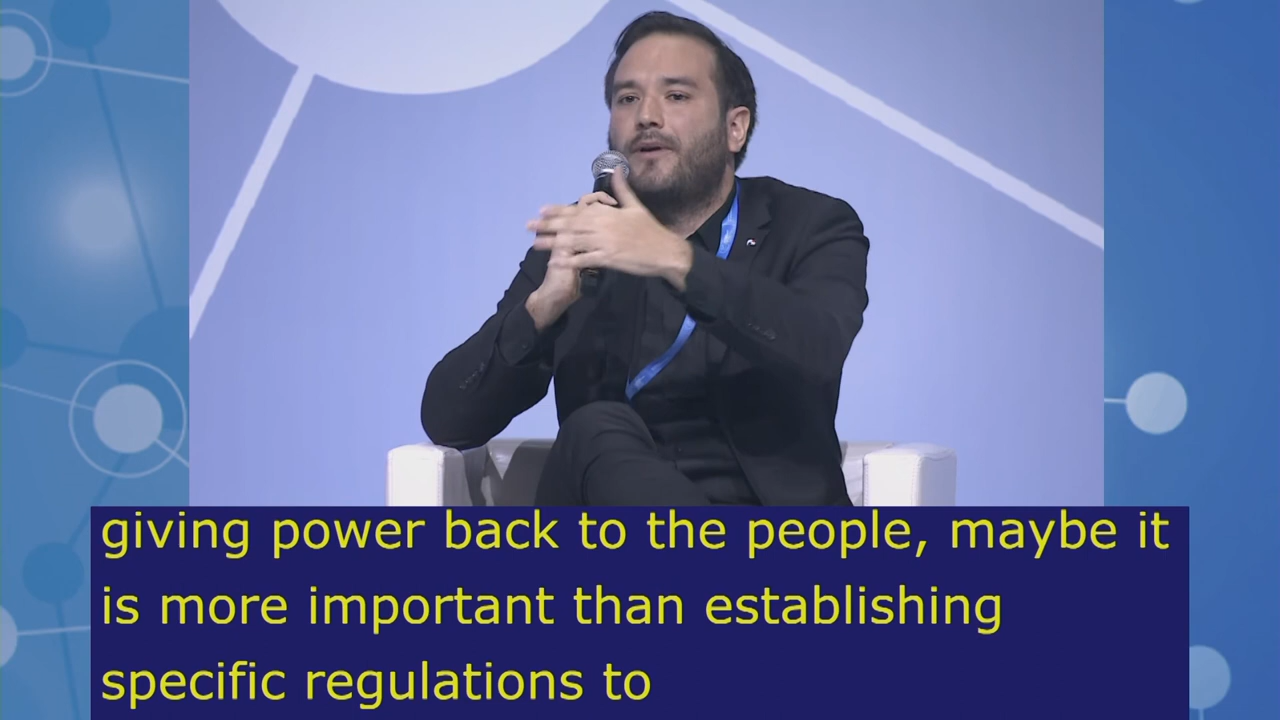 giving power back to the people, maybe it
is more important than establishing
specific regulations to